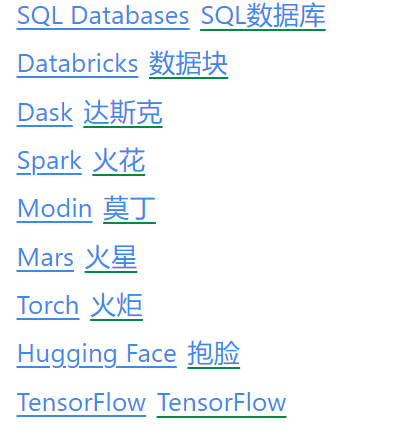 SQL Databases SQL数据库
Databricks 数据块
Dask 达斯克
Spark 火花
Modin 莫丁
Mars 火星
Torch 火炬
Hugging Face 抱脸
TensorFlow TensorFlow